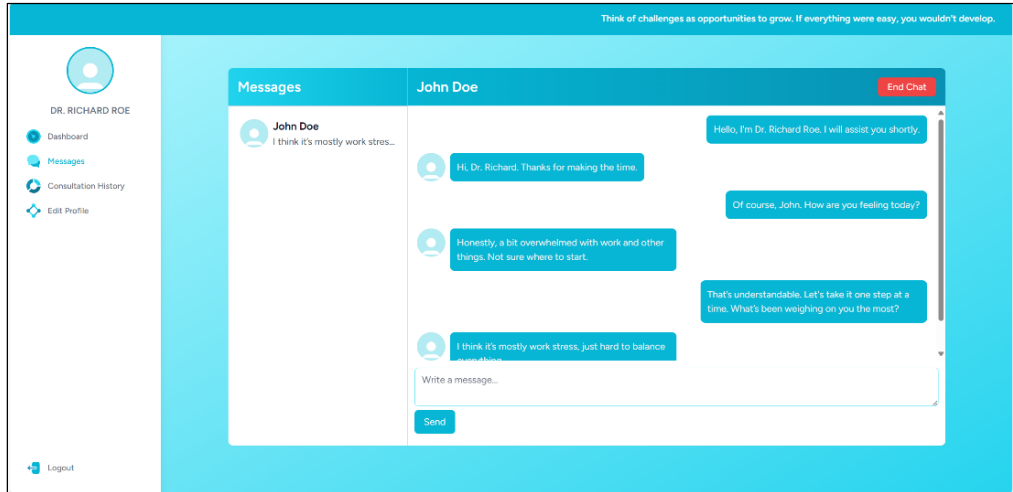 Think of challenges as opportunities to grow. If everything were easy, you wouldn't develop.
DR. RICHARD ROE
Dashboard
Messages
Consultation History
Edit Profile
Logout
Messages
John Doe
I think it's mostly work stres...
John Doe
End Chat
Hello, I'm Dr. Richard Roe. I will assist you shortly.
Hi, Dr. Richard. Thanks for making the time.
Of course, John. How are you feeling today?
Honestly, a bit overwhelmed with work and other
things. Not sure where to start.
That's understandable. Let's take it one step at a
time. What's been weighing on you the most?
I think it's mostly work stress, just hard to balance
everything
Write a message...
Send